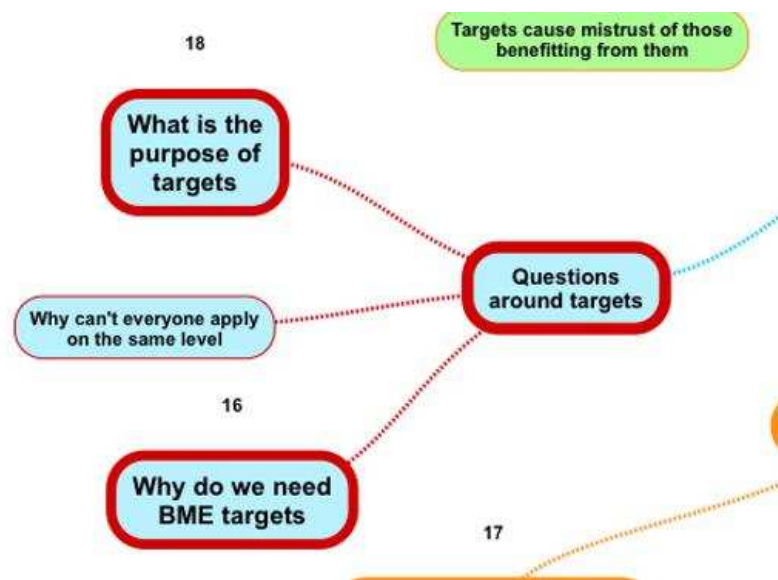 18
Targets cause mistrust of those
benefitting from them
What is the
purpose of
targets
Questions
around targets
Why can't everyone apply
on the same level
16
Why do we need
BME targets
17